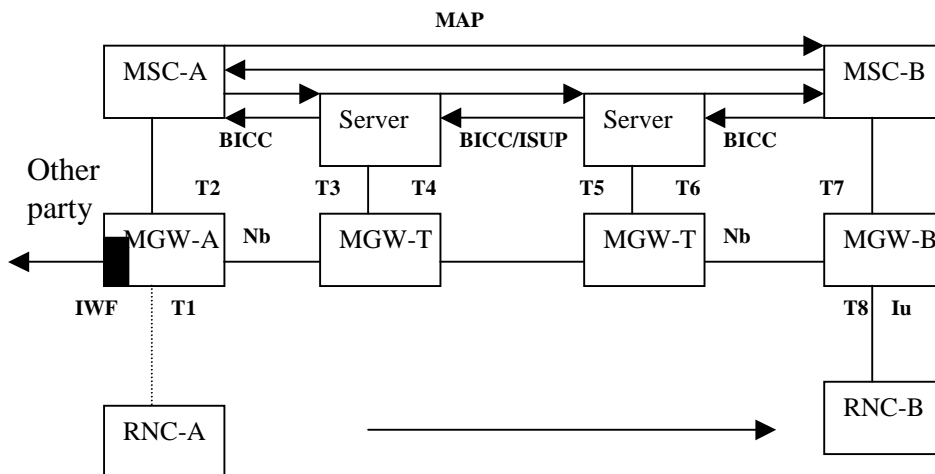 MAP
MSC-A
MSC-B
Server
Server
BICC
BICC/ISUP
BICC
Other
party
T2
T3
T4
T5
T6
T7
MGW-A
Nb
MGW-T
MGW-T
Nb
MGW-B
IWF
T1
T8
Iu
RNC-A
RNC-B